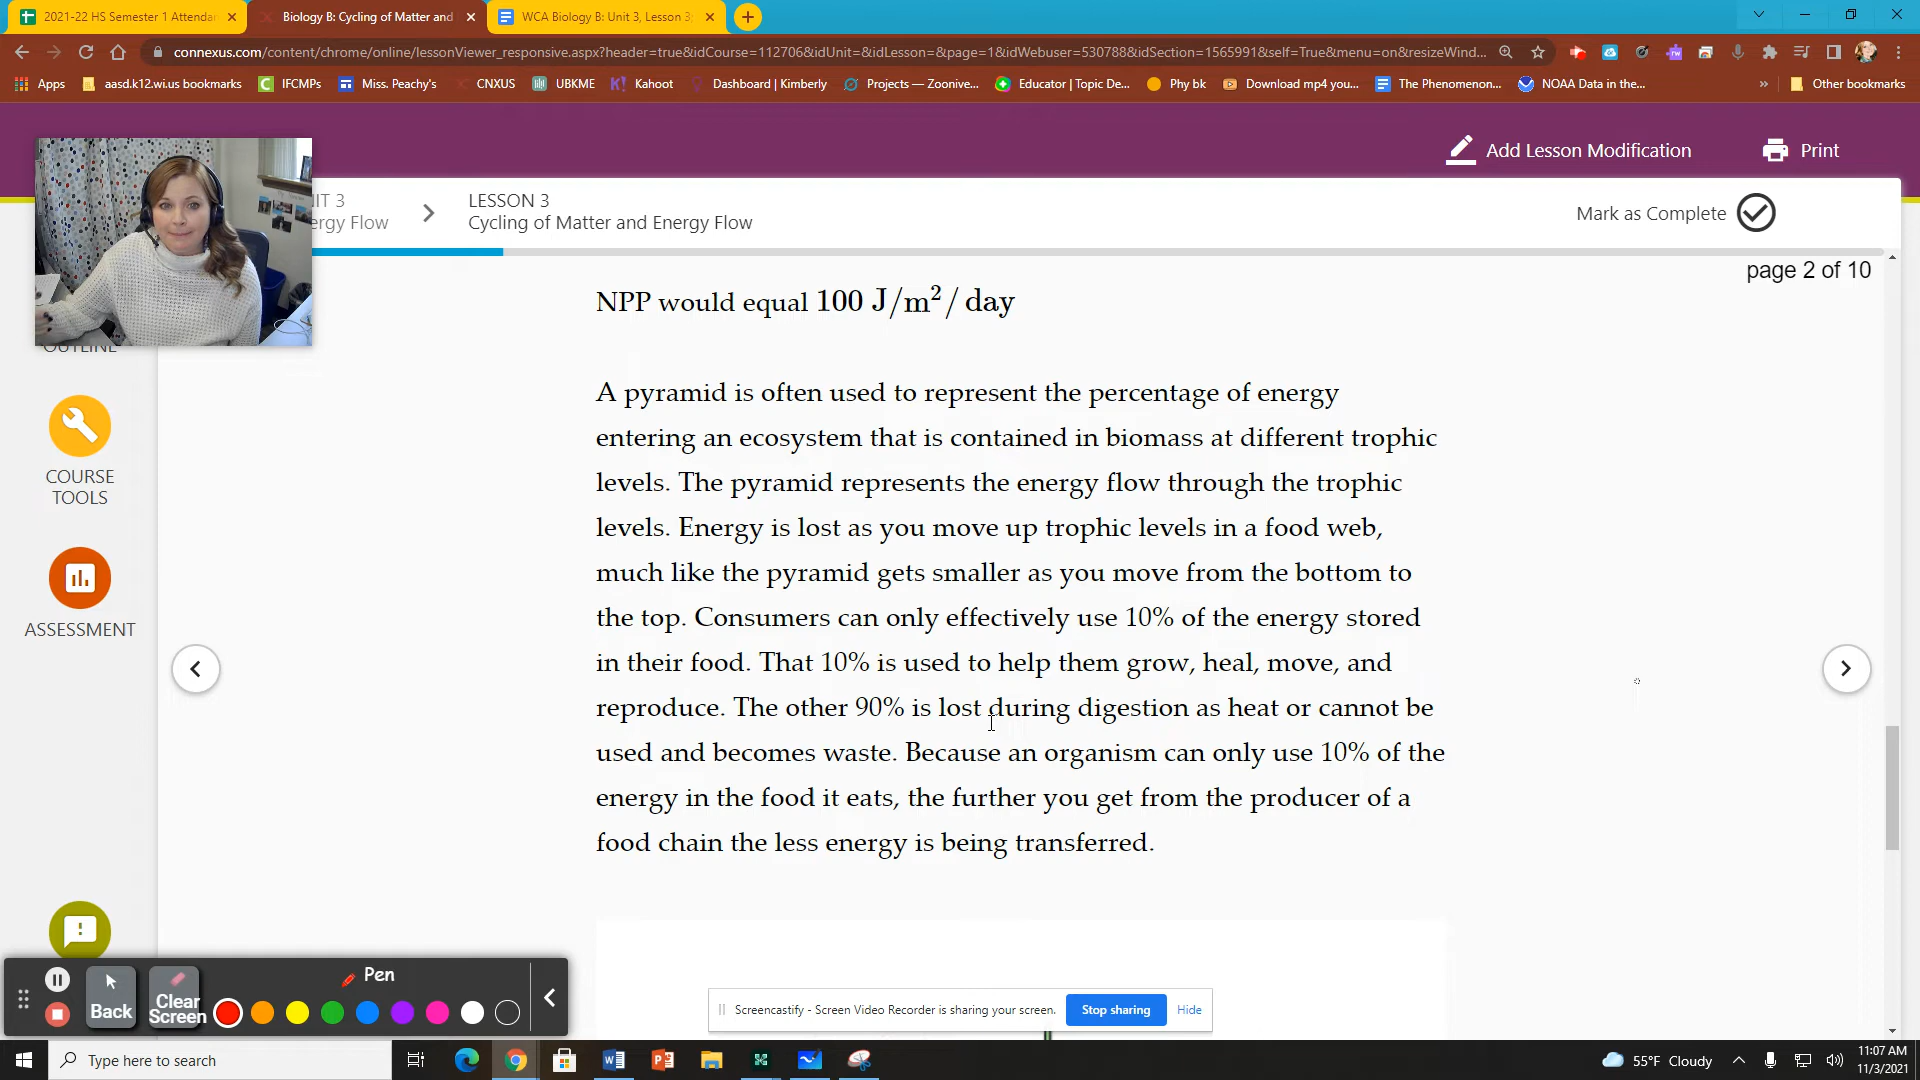 2021-22 HS Semester 1 Attendan
Biology B: Cycling of Matter and
WCA Biology B: Unit 3, Lesson 3:
connexus.com/content/chrome/online/lessonViewer_responsive.aspx?header=true&idCourse=112706&idUnit=&idLesson=&page=1&idWebuser=530788&idSection=1565991&self=True&menu=on&resizeWind...
Apps
aasd.k12.wi.us bookmarks
IFCMPs
Miss. Peachy's
CNXUS
UBKME
Kahoot
Dashboard | Kimberly
Projects — Zoonive...
Educator | Topic De...
Phy bk
Download mp4 you...
The Phenomenon...
NOAA Data in the...
Other bookmarks
Add Lesson Modification
Print
IT 3
ergy Flow
LESSON 3
Cycling of Matter and Energy Flow
Mark as Complete
page 2 of 10
NPP would equal 100 J/m²/ day
A pyramid is often used to represent the percentage of energy
entering an ecosystem that is contained in biomass at different trophic
levels. The pyramid represents the energy flow through the trophic
levels. Energy is lost as you move up trophic levels in a food web,
much like the pyramid gets smaller as you move from the bottom to
the top. Consumers can only effectively use 10% of the energy stored
in their food. That 10% is used to help them grow, heal, move, and
reproduce. The other 90% is lost during digestion as heat or cannot be
used and becomes waste. Because an organism can only use 10% of the
energy in the food it eats, the further you get from the producer of a
food chain the less energy is being transferred.
OUTLINE
COURSE
TOOLS
ASSESSMENT
Back
Clear
Screen
Pen
Screencastify - Screen Video Recorder is sharing your screen.
Stop sharing
Hide
Type here to search
55°F Cloudy
11:07 AM
11/3/2021